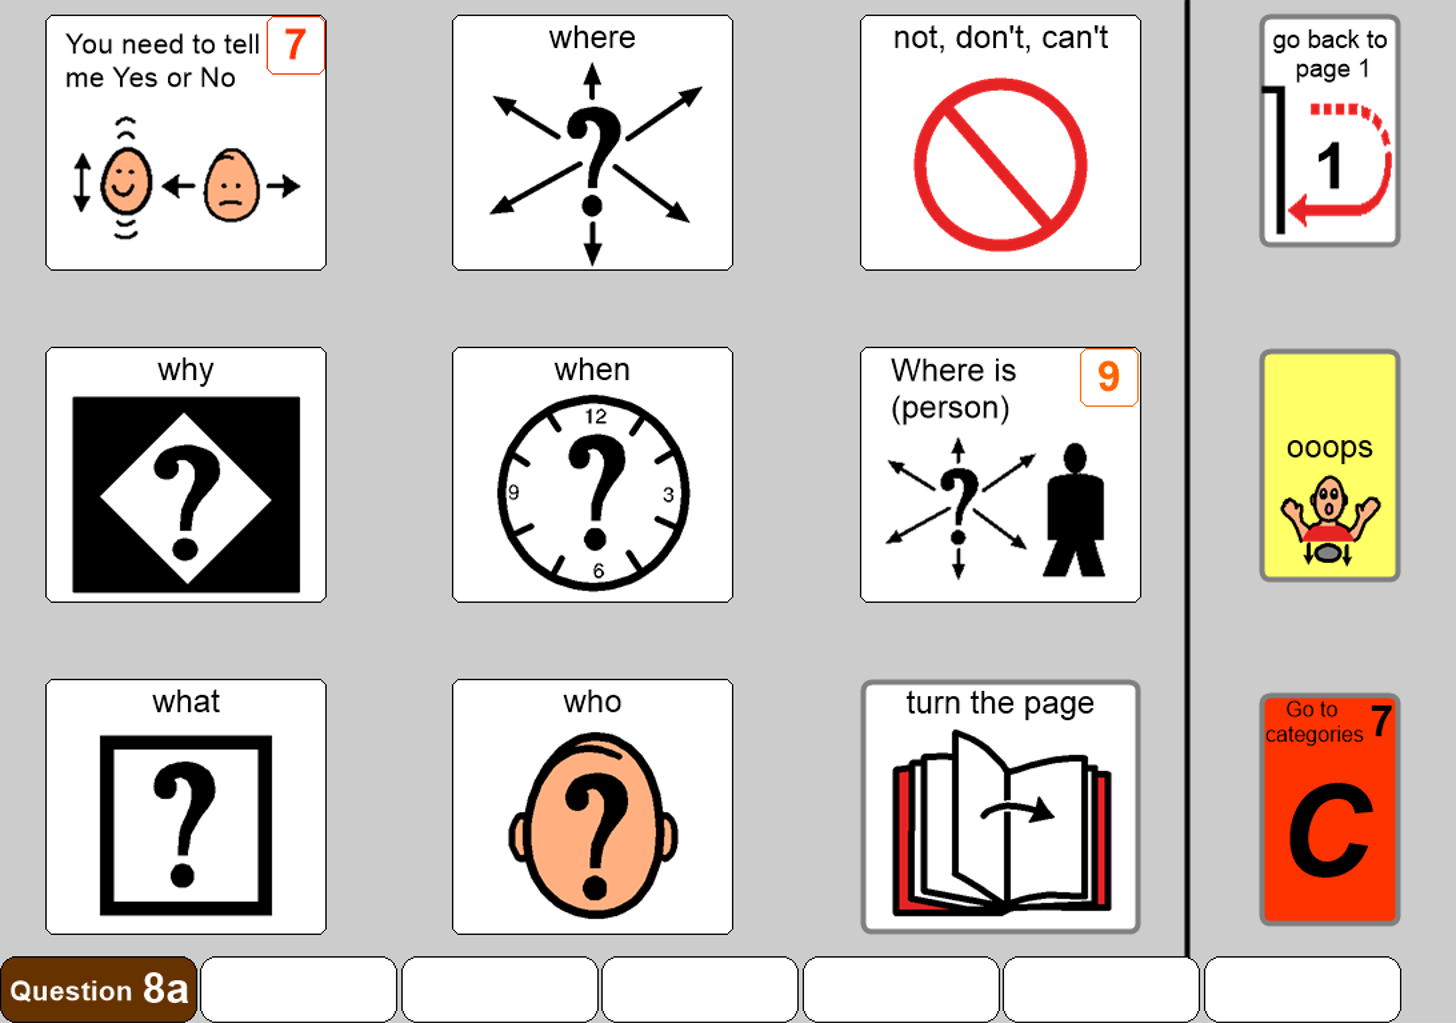 You need to tell
me Yes or No
7
where
not, don't, can't
go back to
page 1
1
why
when
12
9
3
6
Where is
(person)
9
ooops
what
who
turn the page
Go to
categories 7
C
Question 8a